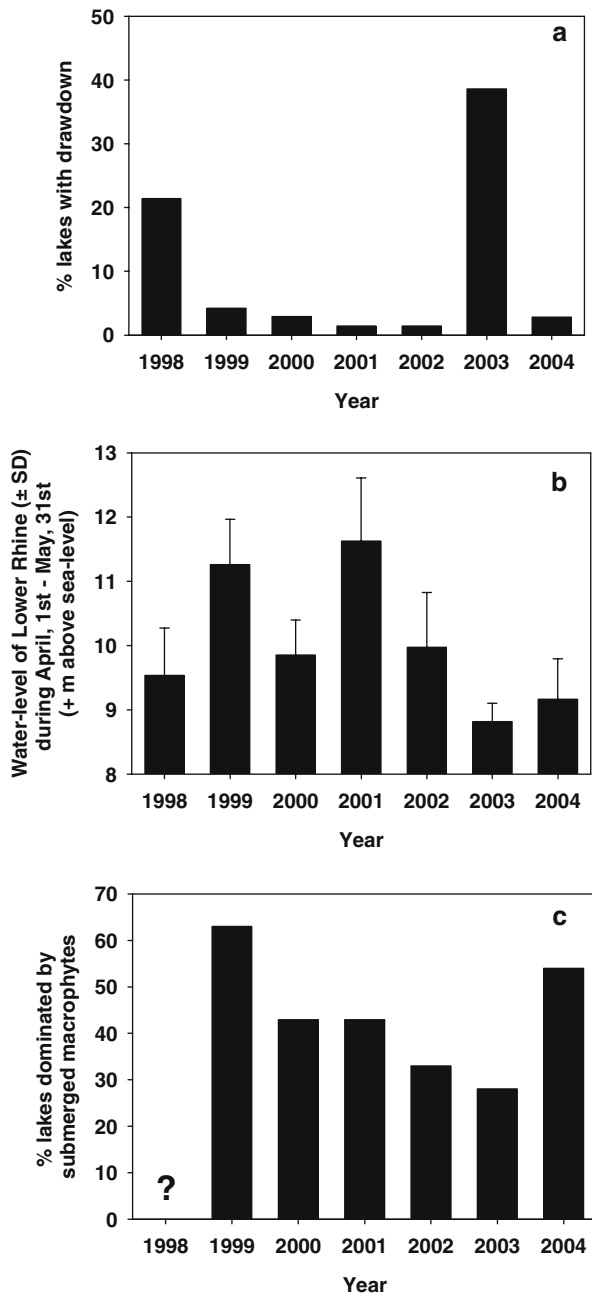 a
50
40
30
20
10
0
% lakes with drawdown
1998 1999 2000 2001 2002 2003 2004
Year
b
13
12
11
10
9
8
Water-level of Lower Rhine (± SD)
during April, 1st - May, 31st
(+ m above sea-level)
1998 1999 2000 2001 2002 2003 2004
Year
c
70
60
50
40
30
20
10
0
% lakes dominated by
submerged macrophytes
?
1998 1999 2000 2001 2002 2003 2004
Year